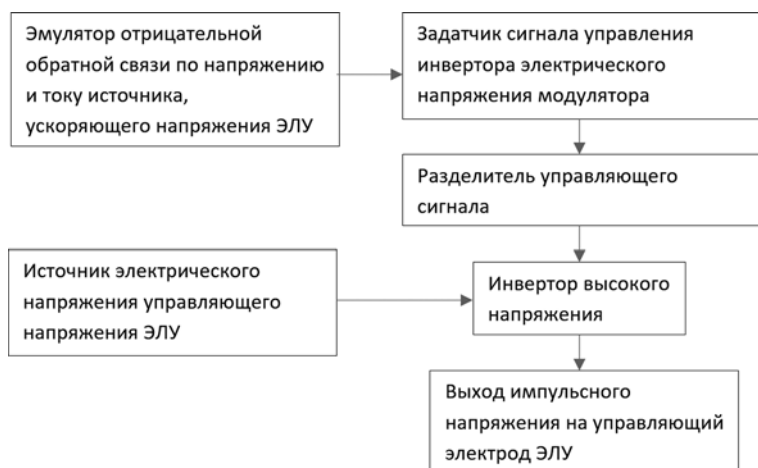 Эмулятор отрицательной
обратной связи по напряжению
и току источника,
ускоряющего напряжения ЭЛУ
Задатчик сигнала управления
инвертора электрического
напряжения модулятора
Разделитель управляющего
сигнала
Источник электрического
напряжения управляющего
напряжения ЭЛУ
Инвертор высокого
напряжения
Выход импульсного
напряжения на управляющий
электрод ЭЛУ